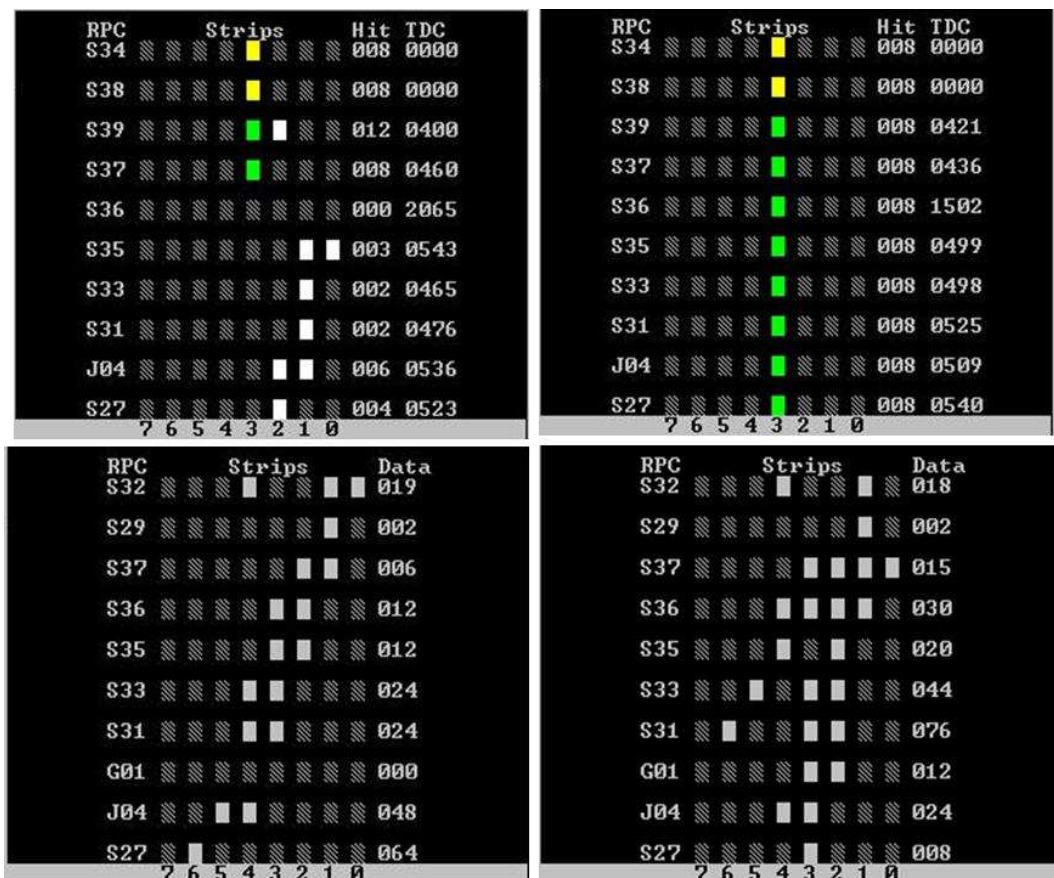 RPC Strips Hit TDC
S34 008 0000
S38 008 0000
S39 012 0400
S37 008 0460
S36 000 2065
S35 003 0543
S33 002 0465
S31 002 0476
J04 006 0536
S27 004 0523
7 6 5 4 3 2 1 0
RPC Strips Hit TDC
S34 008 0000
S38 008 0000
S39 008 0421
S37 008 0436
S36 008 1502
S35 008 0499
S33 008 0498
S31 008 0525
J04 008 0509
S27 008 0540
7 6 5 4 3 2 1 0
RPC Strips Data
S32 019
S29 002
S37 006
S36 012
S35 012
S33 024
S31 024
G01 000
J04 048
S27 064
7 6 5 4 3 2 1 0
RPC Strips Data
S32 018
S29 002
S37 015
S36 030
S35 020
S33 044
S31 076
G01 012
J04 024
S27 008
7 6 5 4 3 2 1 0